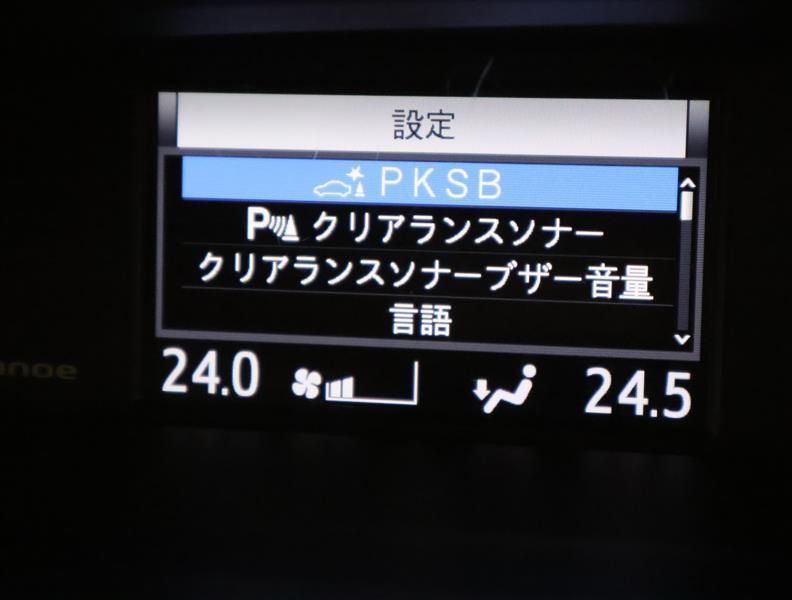 設定
PKSB
P クリアランスソナー
クリアランスソナーブザー音量
言語
24.0 24.5
noe